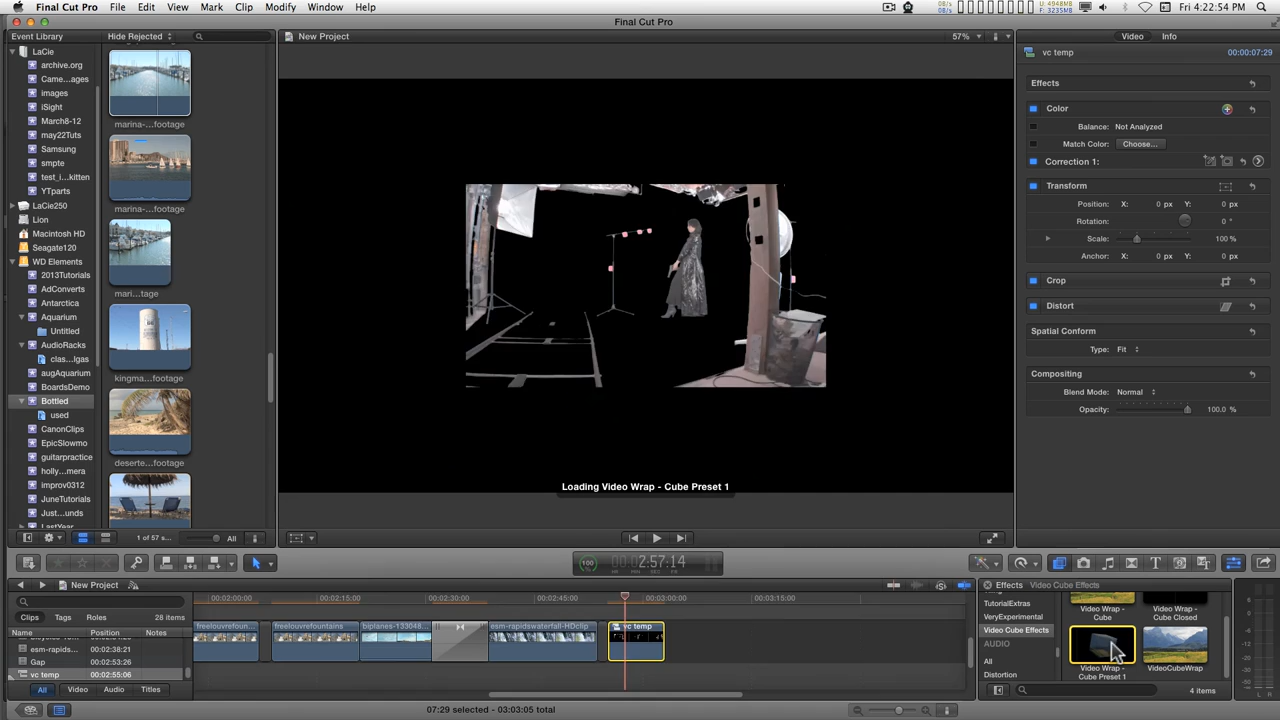 Final Cut Pro File Edit View Mark Clip Modify Window Help Fri 4:22:54 PM
Final Cut Pro
Event Library Hide Rejected New Project 57% Video Info
vc temp 00:00:07:29
LaCie
archive.org
Came...ages
images
iSight
March8-12
may22Tuts
Samsung
smpte
test_i...kitten
YTparts
LaCie250
Lion
Macintosh HD
Seagate120
WD Elements
2013Tutorials
AdConverts
Antarctica
Aquarium
Untitled
AudioRacks
clas...lgas
augAquarium
BoardsDemo
Bottled
used
CanonClips
EpicSlowmo
guitarpractice
holly...mera
improv0312
JuneTutorials
Just...unds
LastYear
marina-...footage
marina-...footage
mari...tage
kingma...footage
deserte...footage
1 of 57 s... All
Loading Video Wrap - Cube Preset 1
Effects
Color
Balance: Not Analyzed
Match Color: Choose...
Correction 1:
Transform
Position: X: 0 px Y: 0 px
Rotation: 0 °
Scale: 100 %
Anchor: X: 0 px Y: 0 px
Crop
Distort
Spatial Conform
Type: Fit
Compositing
Blend Mode: Normal
Opacity: 100.0 %
100 2:57:14
New Project
Clips Tags Roles 28 items
Name Position Notes
esm-rapids... 00:02:38:21
Gap 00:02:53:26
vc temp 00:02:55:06
All Video Audio Titles
00:02:00:00 00:02:15:00 00:02:30:00 00:02:45:00 00:03:00:00 00:03:15:00
freelouvrefoun... freelouvrefountains biplanes-133048... esm-rapidswaterfall-HDclip vc temp
07:29 selected - 03:03:05 total
Effects Video Cube Effects
TutorialExtras
VeryExperimental
Video Cube Effects
AUDIO
All
Distortion
Video Wrap - Cube
Video Wrap - Cube Closed
Video Wrap - Cube Preset 1
VideoCubeWrap
4 items
L R